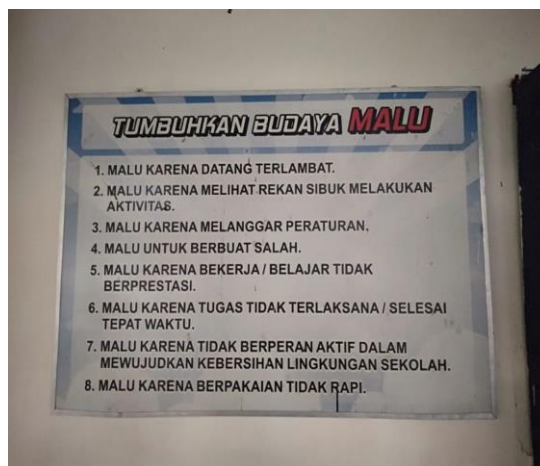 TUMBUHKAN BUDAYA MALU
1. MALU KARENA DATANG TERLAMBAT.
2. MALU KARENA MELIHAT REKAN SIBUK MELAKUKAN
AKTIVITAS.
3. MALU KARENA MELANGGAR PERATURAN.
4. MALU UNTUK BERBUAT SALAH.
5. MALU KARENA BEKERJA / BELAJAR TIDAK
BERPRESTASI.
6. MALU KARENA TUGAS TIDAK TERLAKSANA / SELESAI
TEPAT WAKTU.
7. MALU KARENA TIDAK BERPERAN AKTIF DALAM
MEWUJUDKAN KEBERSIHAN LINGKUNGAN SEKOLAH.
8. MALU KARENA BERPAKAIAN TIDAK RAPI.